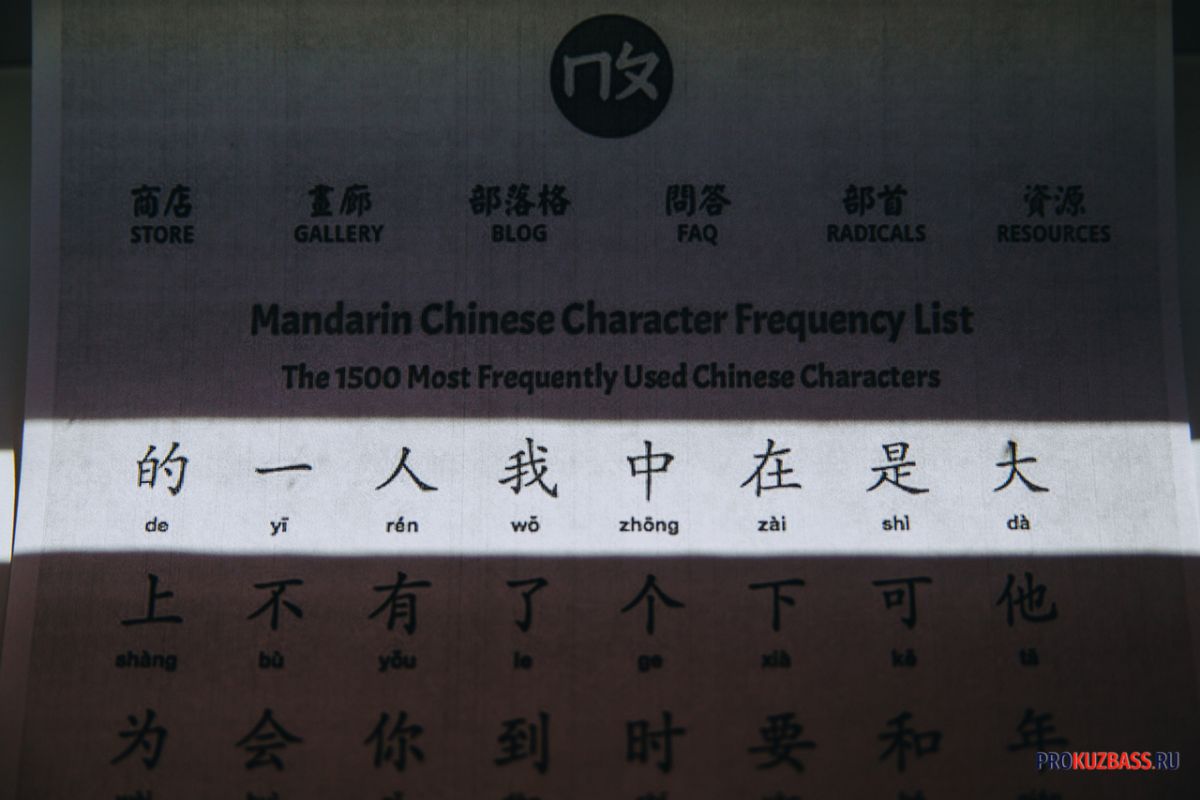 商店 畫廊 部落格 問答 部首 資源
STORE GALLERY BLOG FAQ RADICALS RESOURCES
Mandarin Chinese Character Frequency List
The 1500 Most Frequently Used Chinese Characters
的 一 人 我 中 在 是 大
de yī rén wǒ zhōng zài shì dà
上 不 有 了 个 下 可 他
shàng bù yǒu le ge xià kě tā
为 会 你 到 时 要 和 年
PROKUZBASS.RU